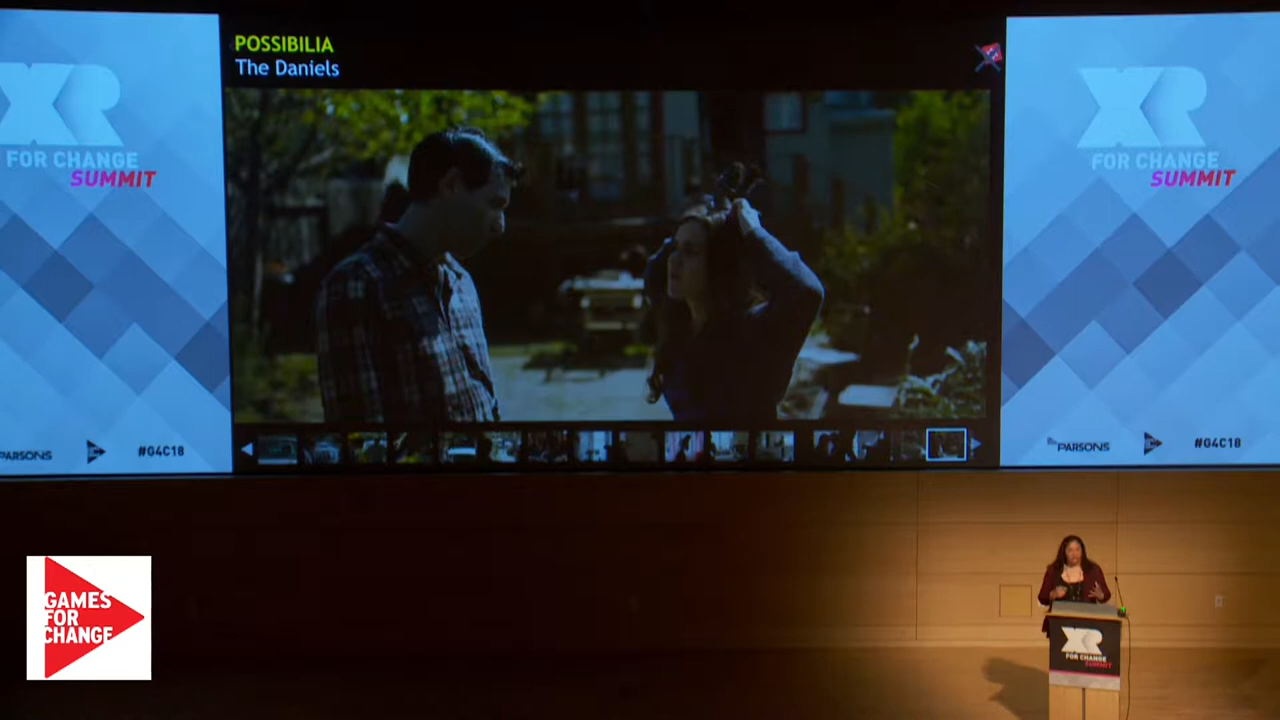 POSSIBILIA
The Daniels
XR
FOR CHANGE
SUMMIT
XR
FOR CHANGE
SUMMIT
PARSONS
#G4C18
PARSONS
#G4C18
GAMES
FOR
CHANGE
XR
FOR CHANGE
SUMMIT